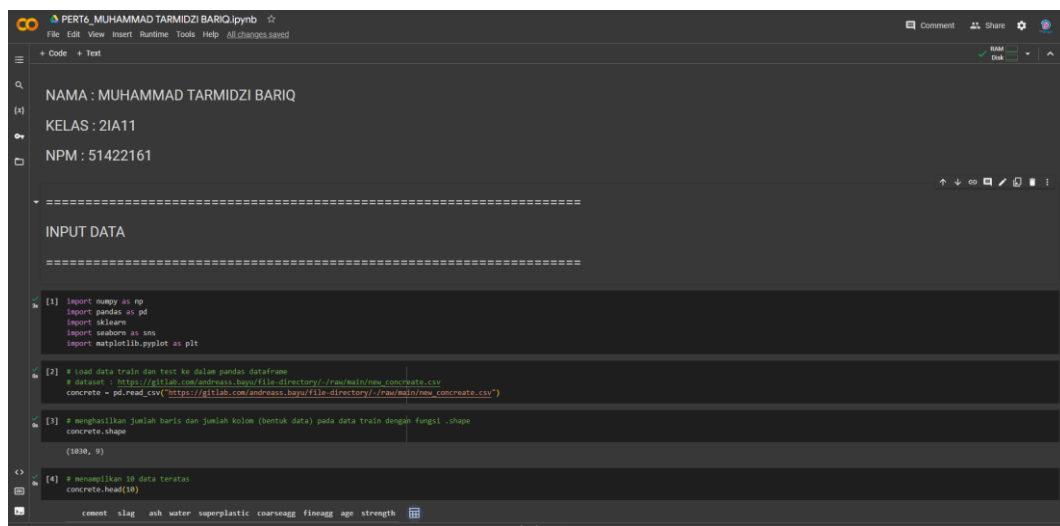 PERT6_MUHAMMAD TARMIDZI BARIQ.ipynb
Comment Share
File Edit View Insert Runtime Tools Help All changes saved
+ Code + Text
RAM
Disk
NAMA : MUHAMMAD TARMIDZI BARIQ
KELAS : 2IA11
NPM : 51422161
====================================================================
INPUT DATA
====================================================================
[1] import numpy as np
3s
import pandas as pd
import sklearn
import seaborn as sns
import matplotlib.pyplot as plt
[2] # Load data train dan test ke dalam pandas dataframe
0s
# dataset : https://gitlab.com/andreass.bayu/file-directory/-/raw/main/new_concreate.csv
concrete = pd.read_csv("https://gitlab.com/andreass.bayu/file-directory/-/raw/main/new_concreate.csv")
[3] # menghasilkan jumlah baris dan jumlah kolom (bentuk data) pada data train dengan fungsi .shape
0s
concrete.shape
(1030, 9)
[4] # menampilkan 10 data teratas
0s
concrete.head(10)
cement slag ash water superplastic coarseagg fineagg age strength